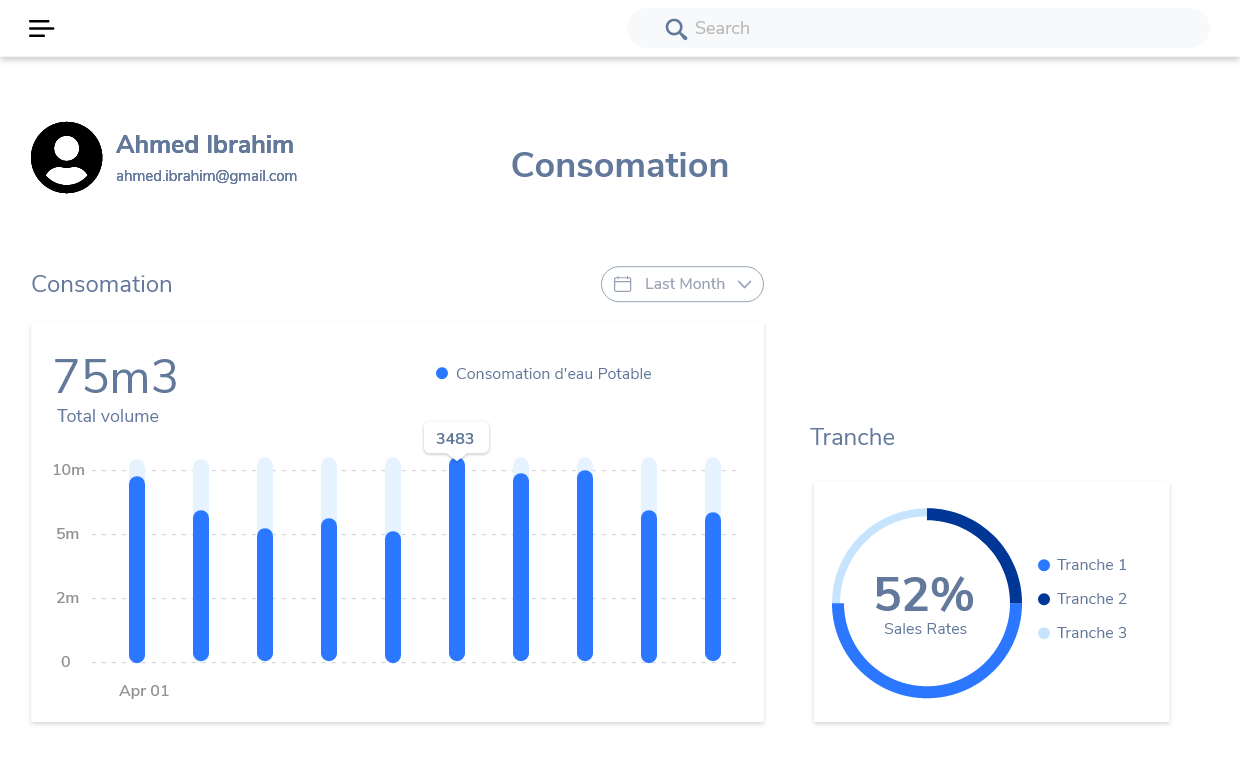 Search
Ahmed Ibrahim
ahmed.ibrahim@gmail.com
Consomation
Consomation
Last Month
75m3
Total volume
Consomation d'eau Potable
3483
10m
5m
2m
0
Apr 01
Tranche
52%
Sales Rates
Tranche 1
Tranche 2
Tranche 3